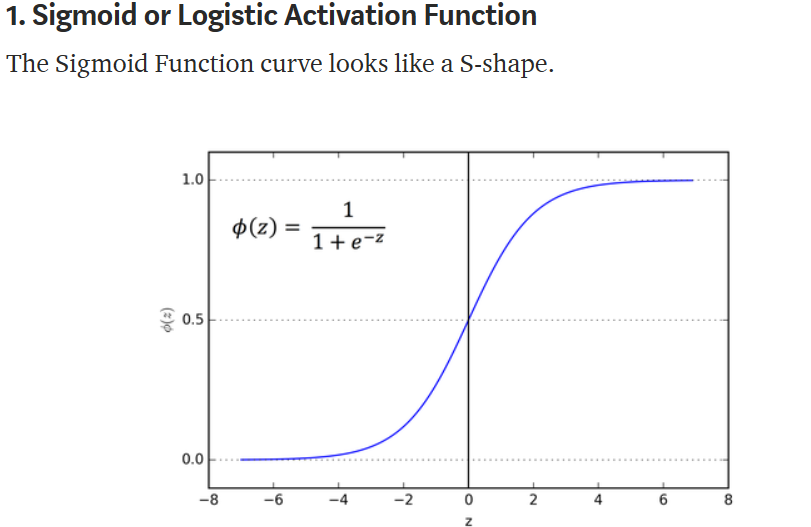 1. Sigmoid or Logistic Activation Function
The Sigmoid Function curve looks like a S-shape.
1.0
ϕ(z) = 1 / 1 + e^−z
ϕ(z)
0.5
0.0
−8 −6 −4 −2 0 2 4 6 8
z